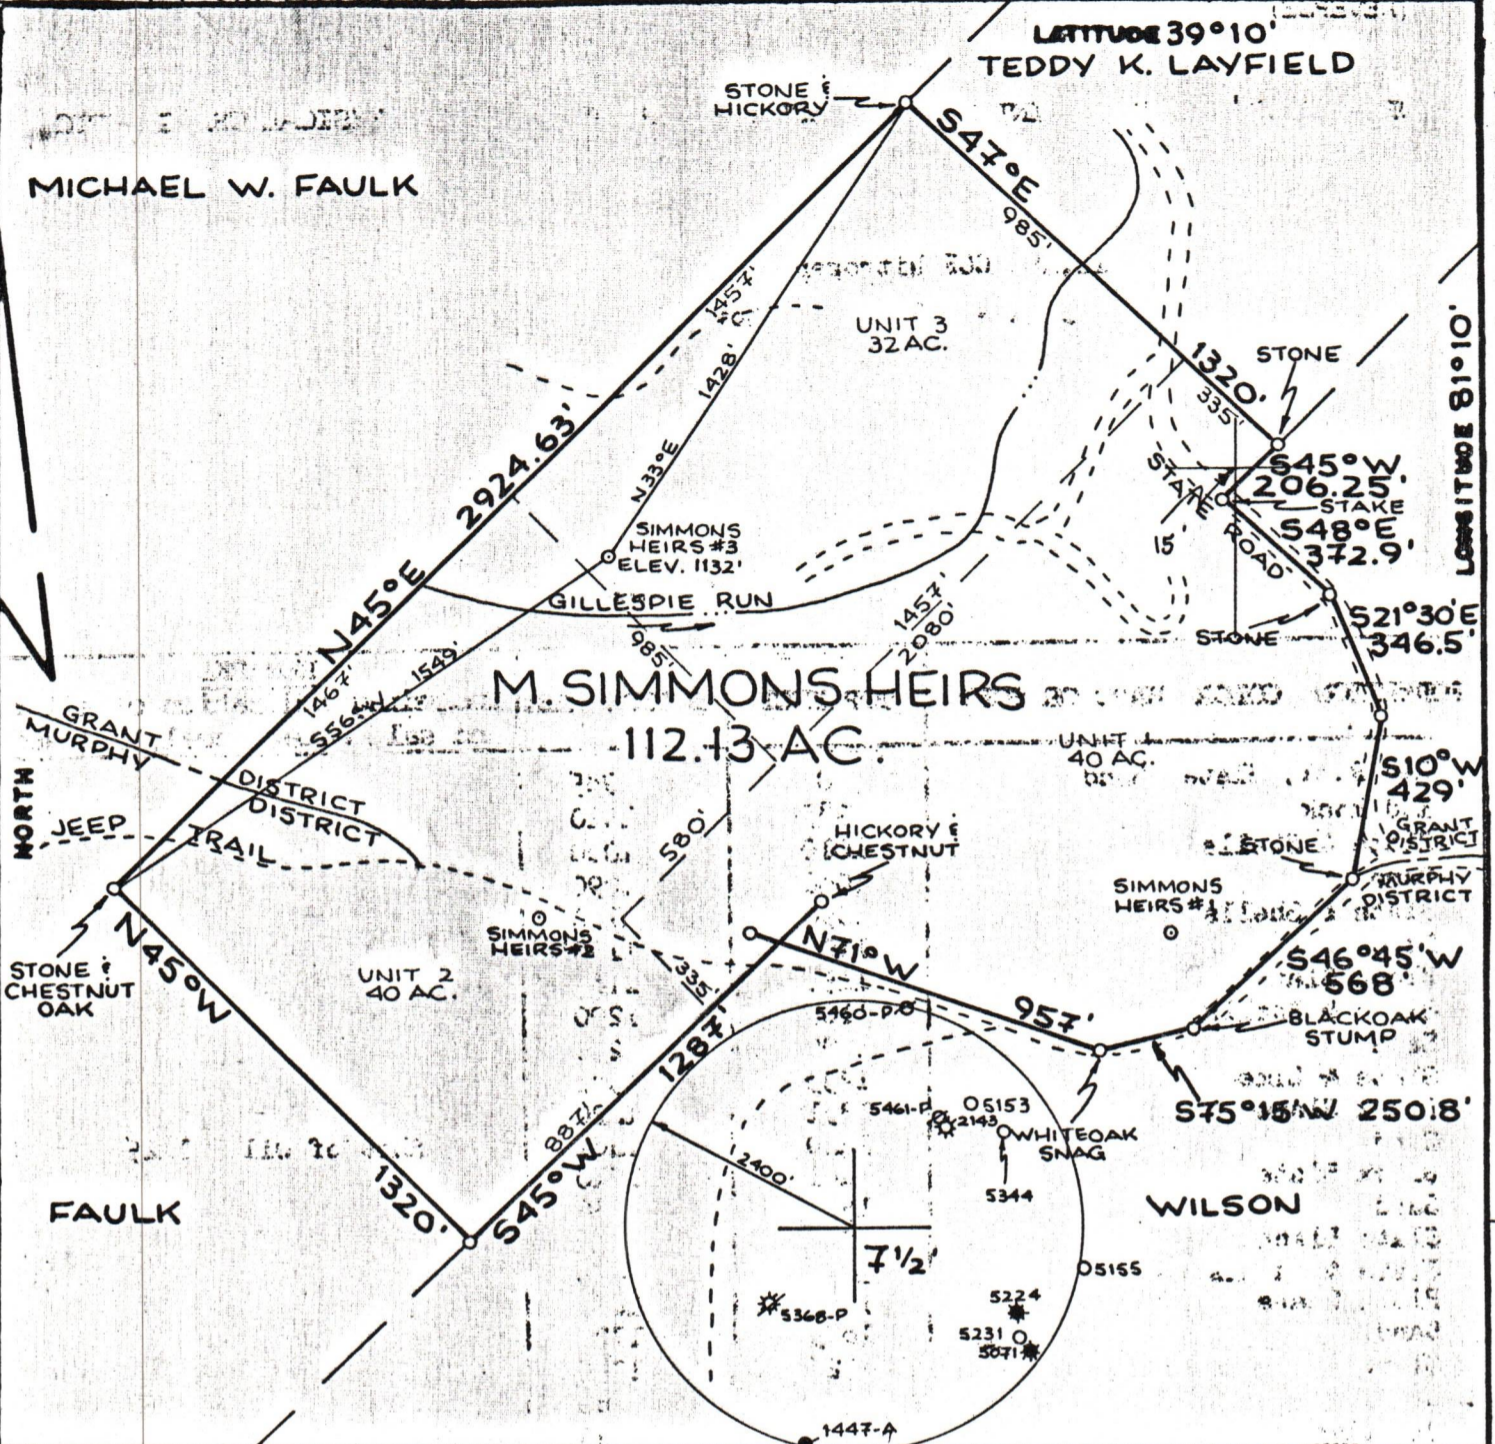 LATITUDE 39°10'
TEDDY K. LAYFIELD
STONE &
HICKORY
MICHAEL W. FAULK
S47°E
985'
1320'
335'
STONE
LONGITUDE 81°10'
UNIT 3
32 AC.
1457'
1428'
N33°E
2924.63'
N45°E
1467'
S45°W
206.25'
STAKE
STATE ROAD
15'
S48°E
372.9'
STONE
S21°30'E
346.5'
SIMMONS
HEIRS #3
ELEV. 1132'
GILLESPIE RUN
1457'
2080'
985'
S56°W 1549'
M. SIMMONS HEIRS
112.13 AC.
UNIT 1
40 AC.
S10°W
429'
GRANT
MURPHY
DISTRICT
DISTRICT
NORTH
JEEP TRAIL
580'
HICKORY &
CHESTNUT
STONE
GRANT
DISTRICT
MURPHY
DISTRICT
SIMMONS
HEIRS #1
SIMMONS
HEIRS #2
STONE &
CHESTNUT
OAK
N45°W
1320'
UNIT 2
40 AC.
335'
N71°W
957'
S46°45'W
568'
BLACKOAK
STUMP
S75°15'W 250.8'
1287'
887'
S45°W
5460-P
5461-P
2143
5153
WHITEOAK
SNAG
5344
2400'
7 1/2'
FAULK
WILSON
5155
5368-P
5224
5231
5071
1447-A